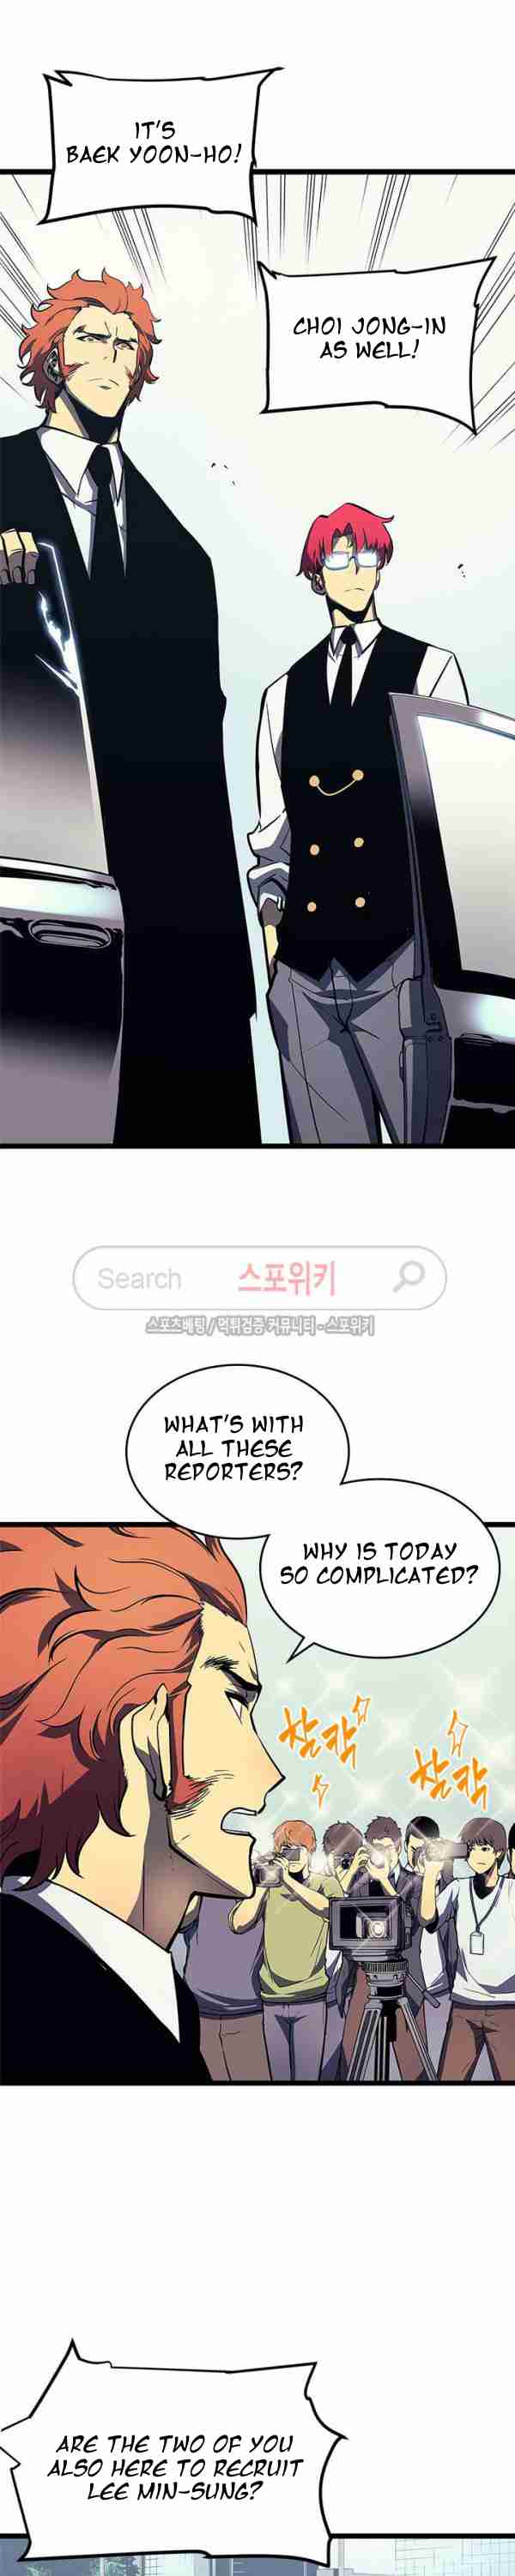 IT'S
BAEK YOON-HO!
CHOI JONG-IN
AS WELL!
Search 스포위키
스포츠배팅 / 먹튀검증 커뮤니티 - 스포위키
WHAT'S WITH
ALL THESE
REPORTERS?
WHY IS TODAY
SO COMPLICATED?
찰칵
찰칵
ARE THE TWO OF YOU
ALSO HERE TO RECRUIT
LEE MIN-SUNG?